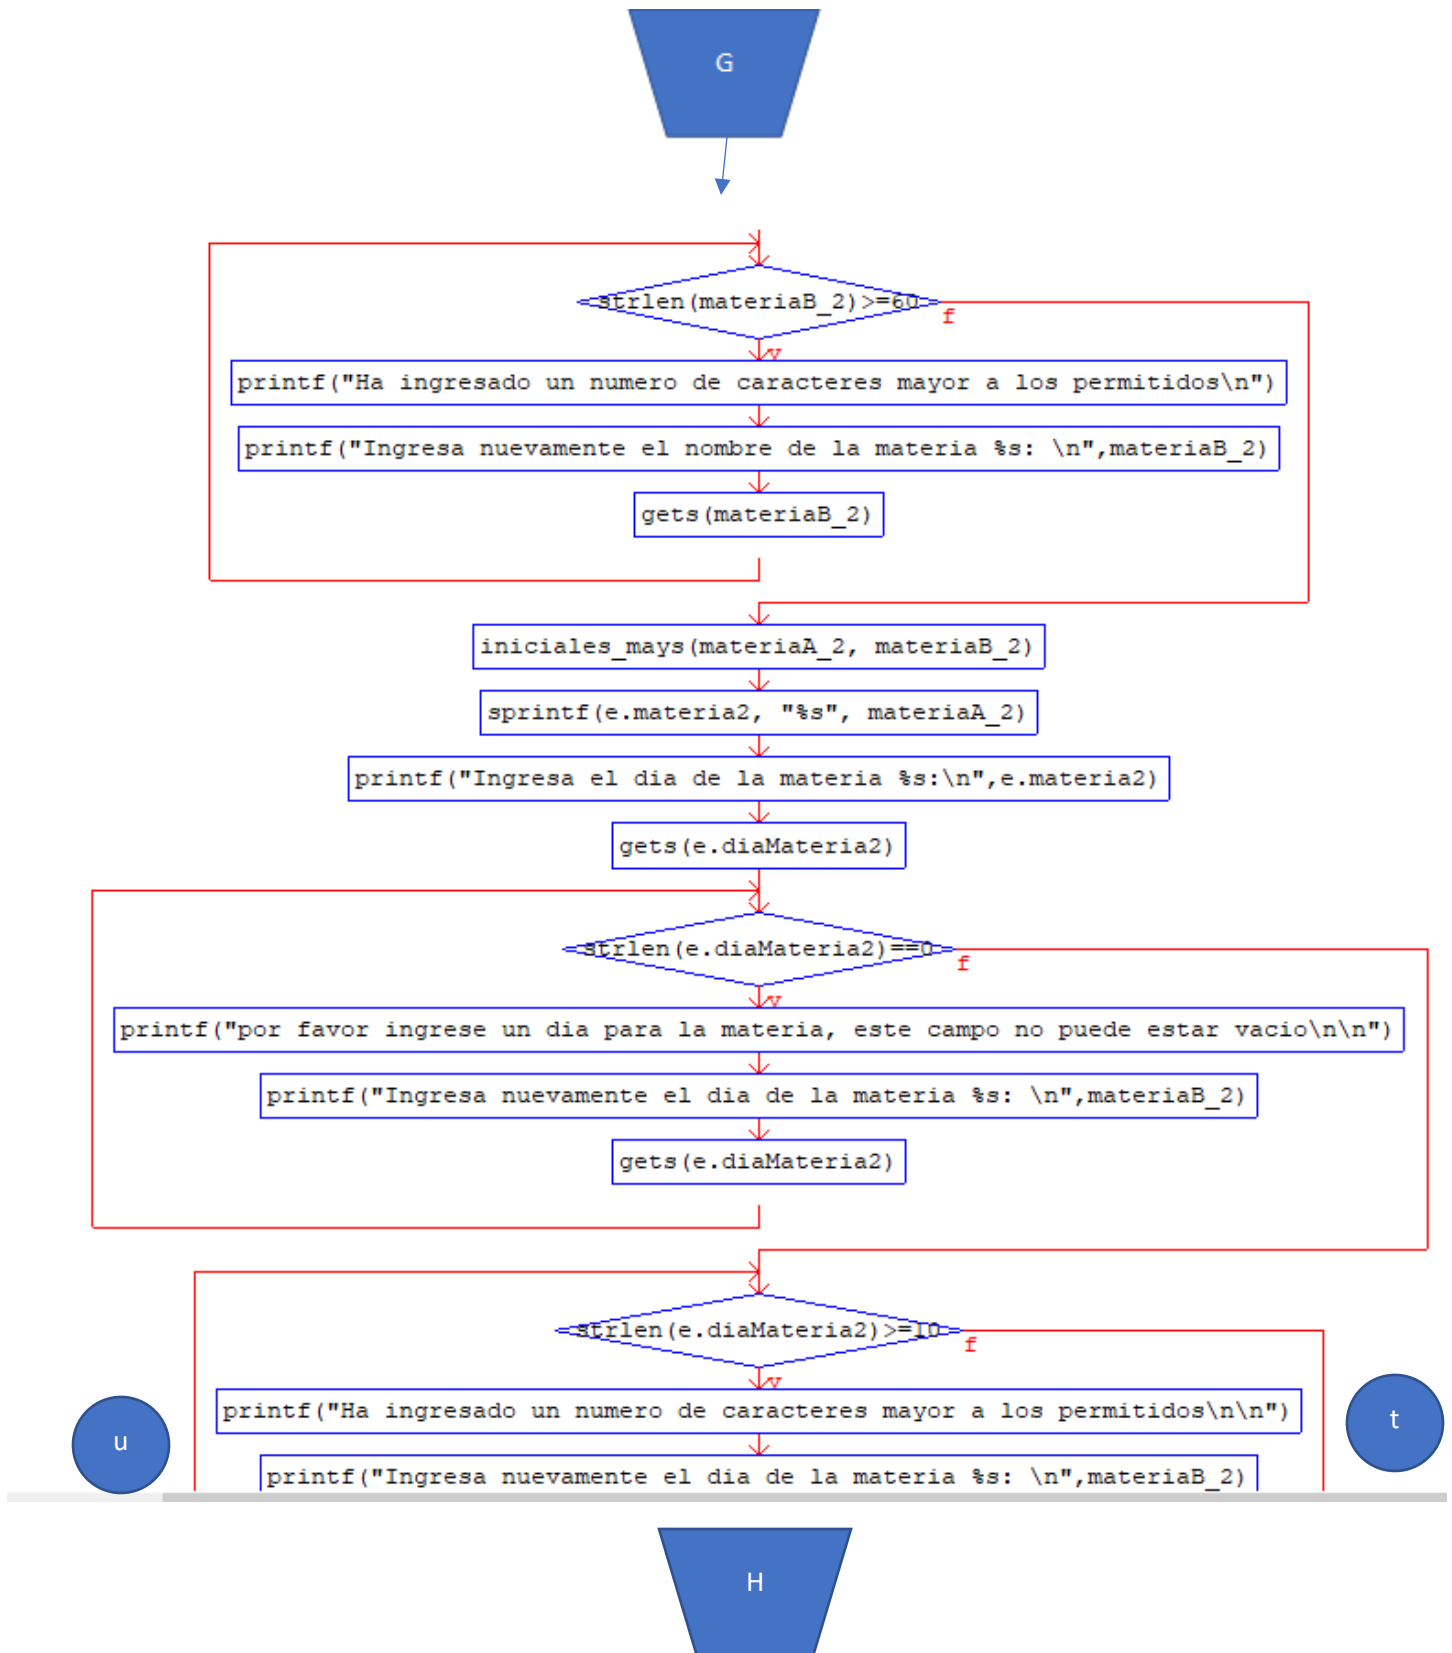 G
strlen(materiaB_2)>=60
f
v
printf("Ha ingresado un numero de caracteres mayor a los permitidos\n")
printf("Ingresa nuevamente el nombre de la materia %s: \n",materiaB_2)
gets(materiaB_2)
iniciales_mays(materiaA_2, materiaB_2)
sprintf(e.materia2, "%s", materiaA_2)
printf("Ingresa el dia de la materia %s:\n",e.materia2)
gets(e.diaMateria2)
strlen(e.diaMateria2)==0
f
v
printf("por favor ingrese un dia para la materia, este campo no puede estar vacio\n\n")
printf("Ingresa nuevamente el dia de la materia %s: \n",materiaB_2)
gets(e.diaMateria2)
strlen(e.diaMateria2)>=10
f
v
printf("Ha ingresado un numero de caracteres mayor a los permitidos\n\n")
u
t
printf("Ingresa nuevamente el dia de la materia %s: \n",materiaB_2)
H